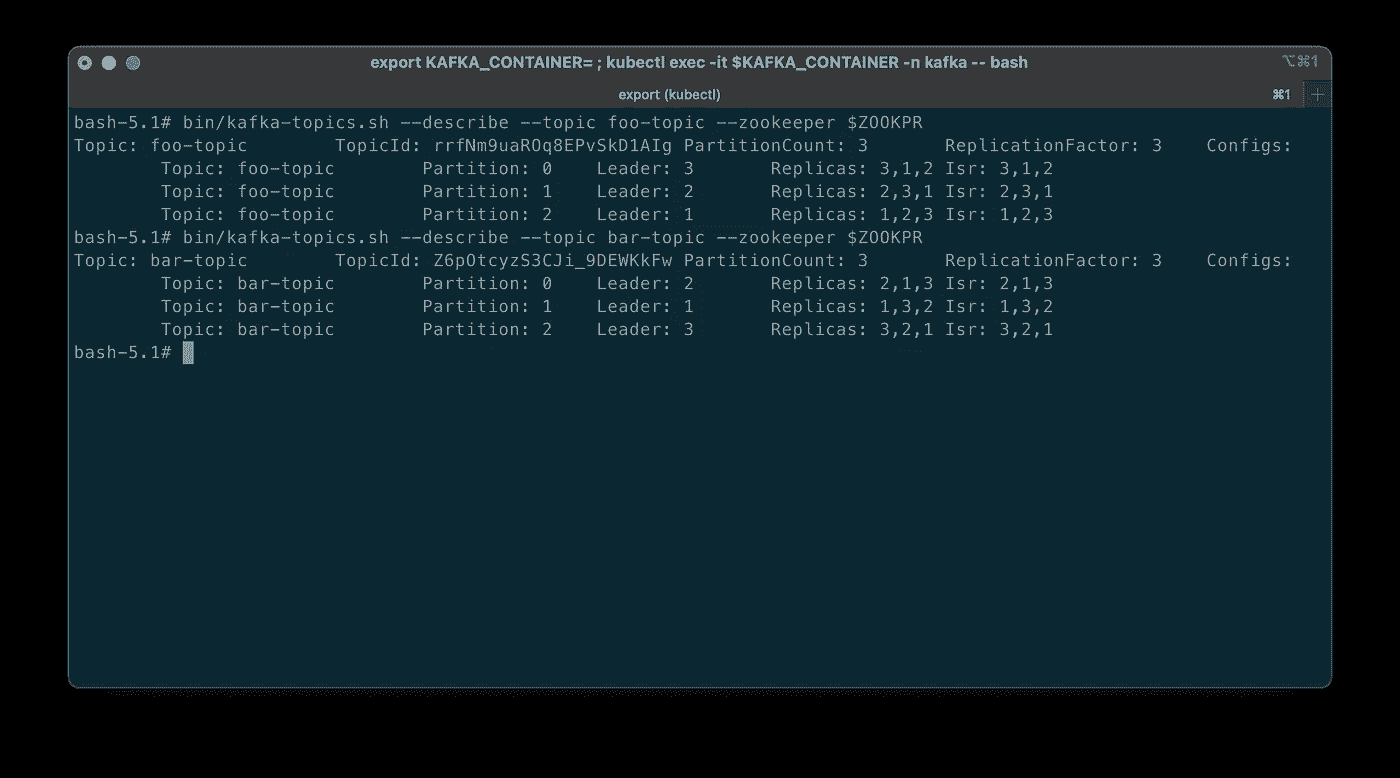 export KAFKA_CONTAINER= ; kubectl exec -it $KAFKA_CONTAINER -n kafka -- bash ⌥⌘1
export (kubectl) ⌘1 +
bash-5.1# bin/kafka-topics.sh --describe --topic foo-topic --zookeeper $ZOOKPR
Topic: foo-topic TopicId: rrfNm9uaROq8EPvSkD1AIg PartitionCount: 3 ReplicationFactor: 3 Configs:
Topic: foo-topic Partition: 0 Leader: 3 Replicas: 3,1,2 Isr: 3,1,2
Topic: foo-topic Partition: 1 Leader: 2 Replicas: 2,3,1 Isr: 2,3,1
Topic: foo-topic Partition: 2 Leader: 1 Replicas: 1,2,3 Isr: 1,2,3
bash-5.1# bin/kafka-topics.sh --describe --topic bar-topic --zookeeper $ZOOKPR
Topic: bar-topic TopicId: Z6pOtcyzS3CJi_9DEWKkFw PartitionCount: 3 ReplicationFactor: 3 Configs:
Topic: bar-topic Partition: 0 Leader: 2 Replicas: 2,1,3 Isr: 2,1,3
Topic: bar-topic Partition: 1 Leader: 1 Replicas: 1,3,2 Isr: 1,3,2
Topic: bar-topic Partition: 2 Leader: 3 Replicas: 3,2,1 Isr: 3,2,1
bash-5.1#